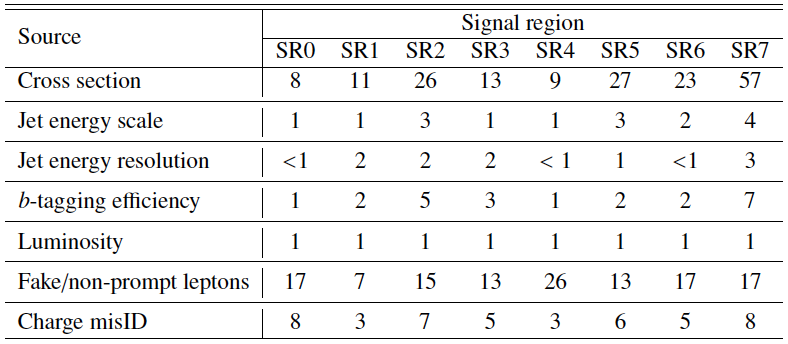 Source Signal region
SR0 SR1 SR2 SR3 SR4 SR5 SR6 SR7
Cross section 8 11 26 13 9 27 23 57
Jet energy scale 1 1 3 1 1 3 2 4
Jet energy resolution <1 2 2 2 < 1 1 <1 3
b-tagging efficiency 1 2 5 3 1 2 2 7
Luminosity 1 1 1 1 1 1 1 1
Fake/non-prompt leptons 17 7 15 13 26 13 17 17
Charge misID 8 3 7 5 3 6 5 8